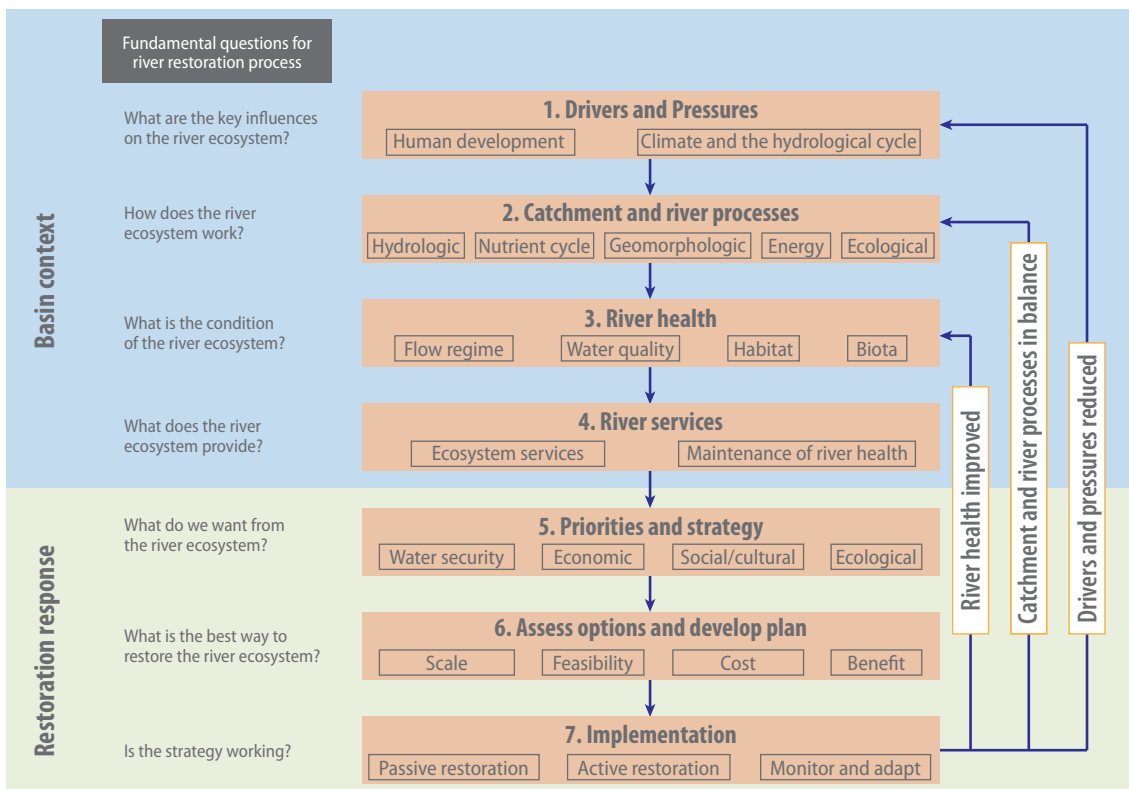 Fundamental questions for
river restoration process
Basin context
What are the key influences
on the river ecosystem?
1. Drivers and Pressures
Human development
Climate and the hydrological cycle
How does the river
ecosystem work?
2. Catchment and river processes
Hydrologic
Nutrient cycle
Geomorphologic
Energy
Ecological
What is the condition
of the river ecosystem?
3. River health
Flow regime
Water quality
Habitat
Biota
What does the river
ecosystem provide?
4. River services
Ecosystem services
Maintenance of river health
Restoration response
What do we want from
the river ecosystem?
5. Priorities and strategy
Water security
Economic
Social/cultural
Ecological
What is the best way to
restore the river ecosystem?
6. Assess options and develop plan
Scale
Feasibility
Cost
Benefit
Is the strategy working?
7. Implementation
Passive restoration
Active restoration
Monitor and adapt
River health improved
Catchment and river processes in balance
Drivers and pressures reduced